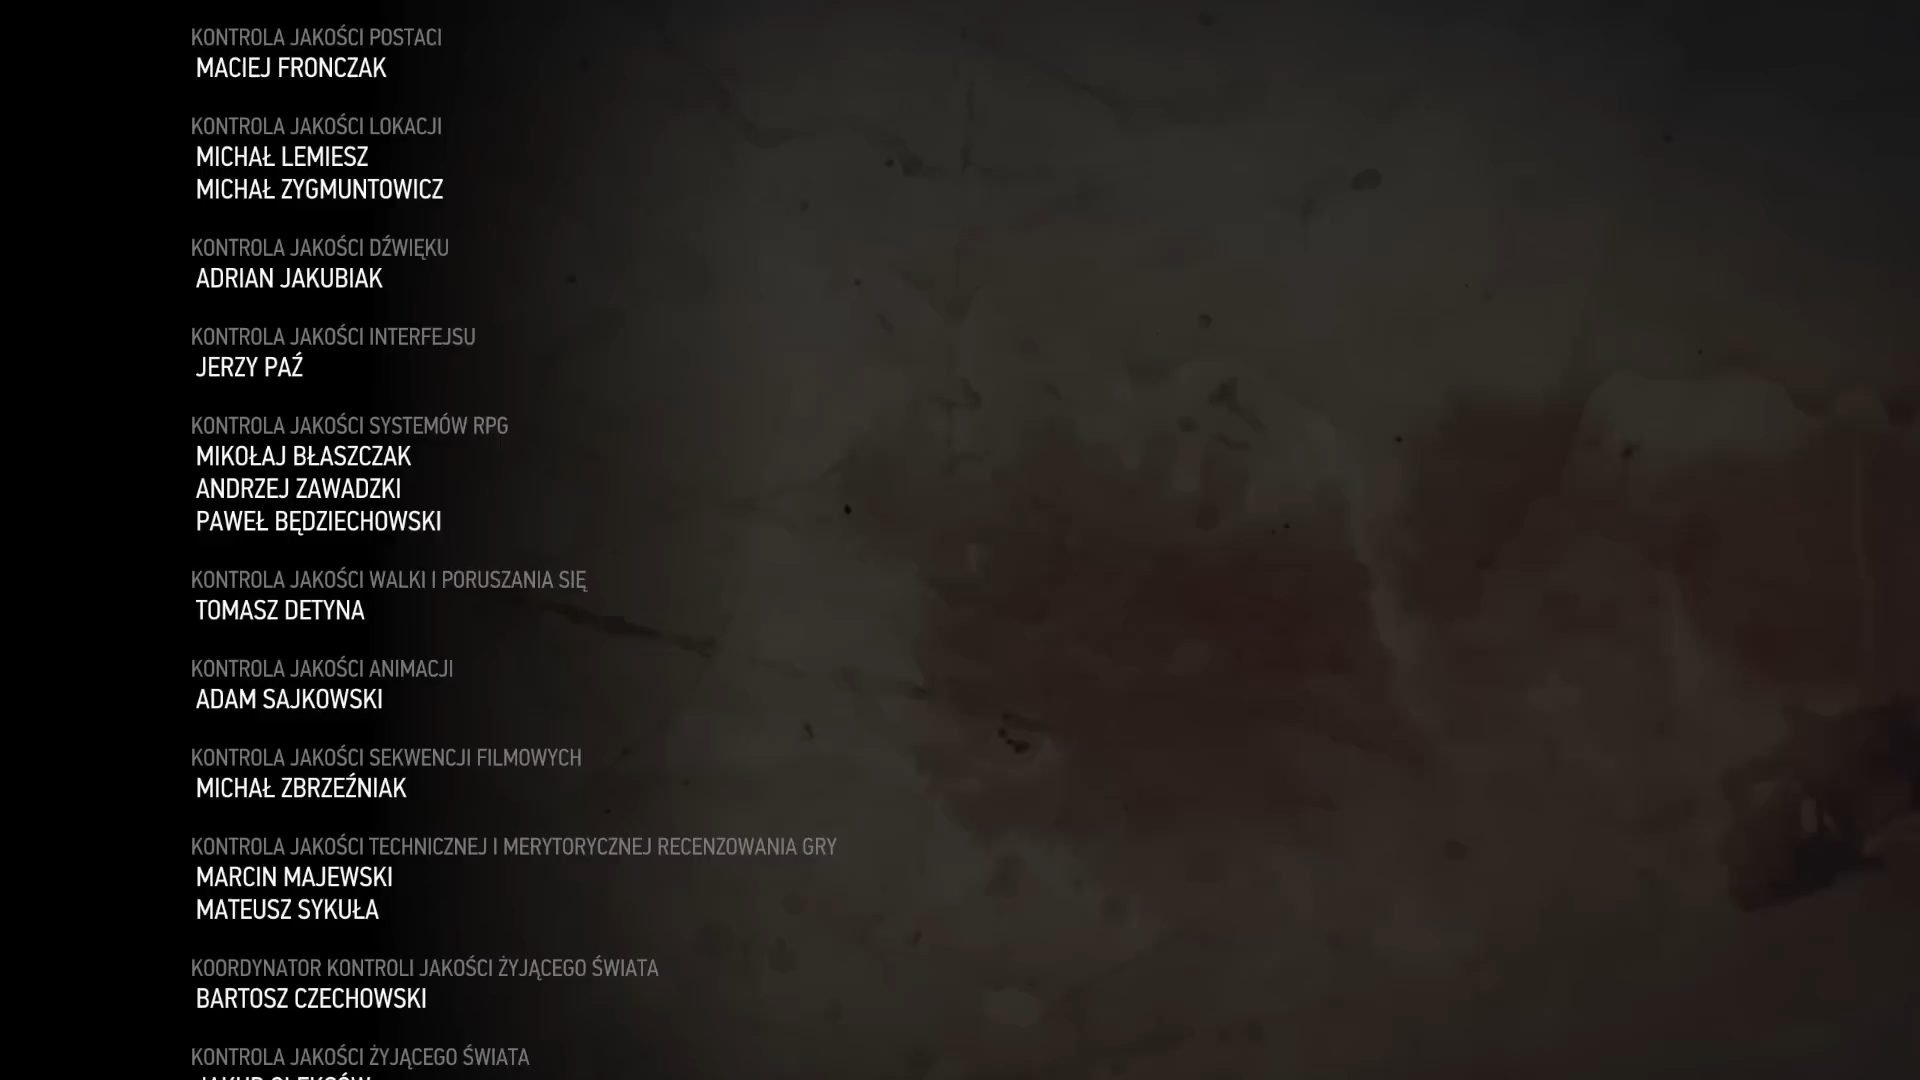 KONTROLA JAKOŚCI POSTACI
MACIEJ FRONCZAK
KONTROLA JAKOŚCI LOKACJI
MICHAŁ LEMIESZ
MICHAŁ ZYGMUNTOWICZ
KONTROLA JAKOŚCI DŹWIĘKU
ADRIAN JAKUBIAK
KONTROLA JAKOŚCI INTERFEJSU
JERZY PAŹ
KONTROLA JAKOŚCI SYSTEMÓW RPG
MIKOŁAJ BŁASZCZAK
ANDRZEJ ZAWADZKI
PAWEŁ BĘDZIECHOWSKI
KONTROLA JAKOŚCI WALKI I PORUSZANIA SIĘ
TOMASZ DETYNA
KONTROLA JAKOŚCI ANIMACJI
ADAM SAJKOWSKI
KONTROLA JAKOŚCI SEKWENCJI FILMOWYCH
MICHAŁ ZBRZEŹNIAK
KONTROLA JAKOŚCI TECHNICZNEJ I MERYTORYCZNEJ RECENZOWANIA GRY
MARCIN MAJEWSKI
MATEUSZ SYKUŁA
KOORDYNATOR KONTROLI JAKOŚCI ŻYJĄCEGO ŚWIATA
BARTOSZ CZECHOWSKI
KONTROLA JAKOŚCI ŻYJĄCEGO ŚWIATA